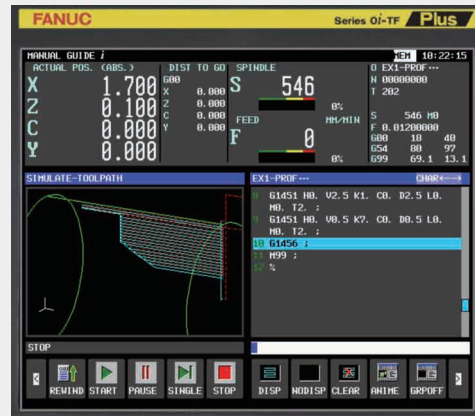 FANUC
Series 0i-TF Plus
MANUAL GUIDE i
MEM 10:22:15
ACTUAL POS. (ABS.)
X 1.700
Z 0.100
C 0.000
Y 0.000
DIST TO GO
G00
X 0.000
Z 0.000
C 0.000
Y 0.000
SPINDLE
S 546
0%
FEED MM/MIN
F 0
0%
O EX1-PROF···
N 00000000
T 202
S 546 M0
F 0.01200000
G00 18 40
G54 80 97
G99 69.1 13.1
SIMULATE-TOOLPATH
EX1-PROF··· CHAR←→
8 G1451 H0. V2.5 K1. C0. D2.5 L0.
M0. T2. ;
9 G1451 H0. V0.5 K7. C0. D0.5 L0.
M0. T2. ;
10 G1456 ;
11 M99 ;
12 %
STOP
REWIND START PAUSE SINGLE STOP
DISP NODISP CLEAR ANIME GRPOFF